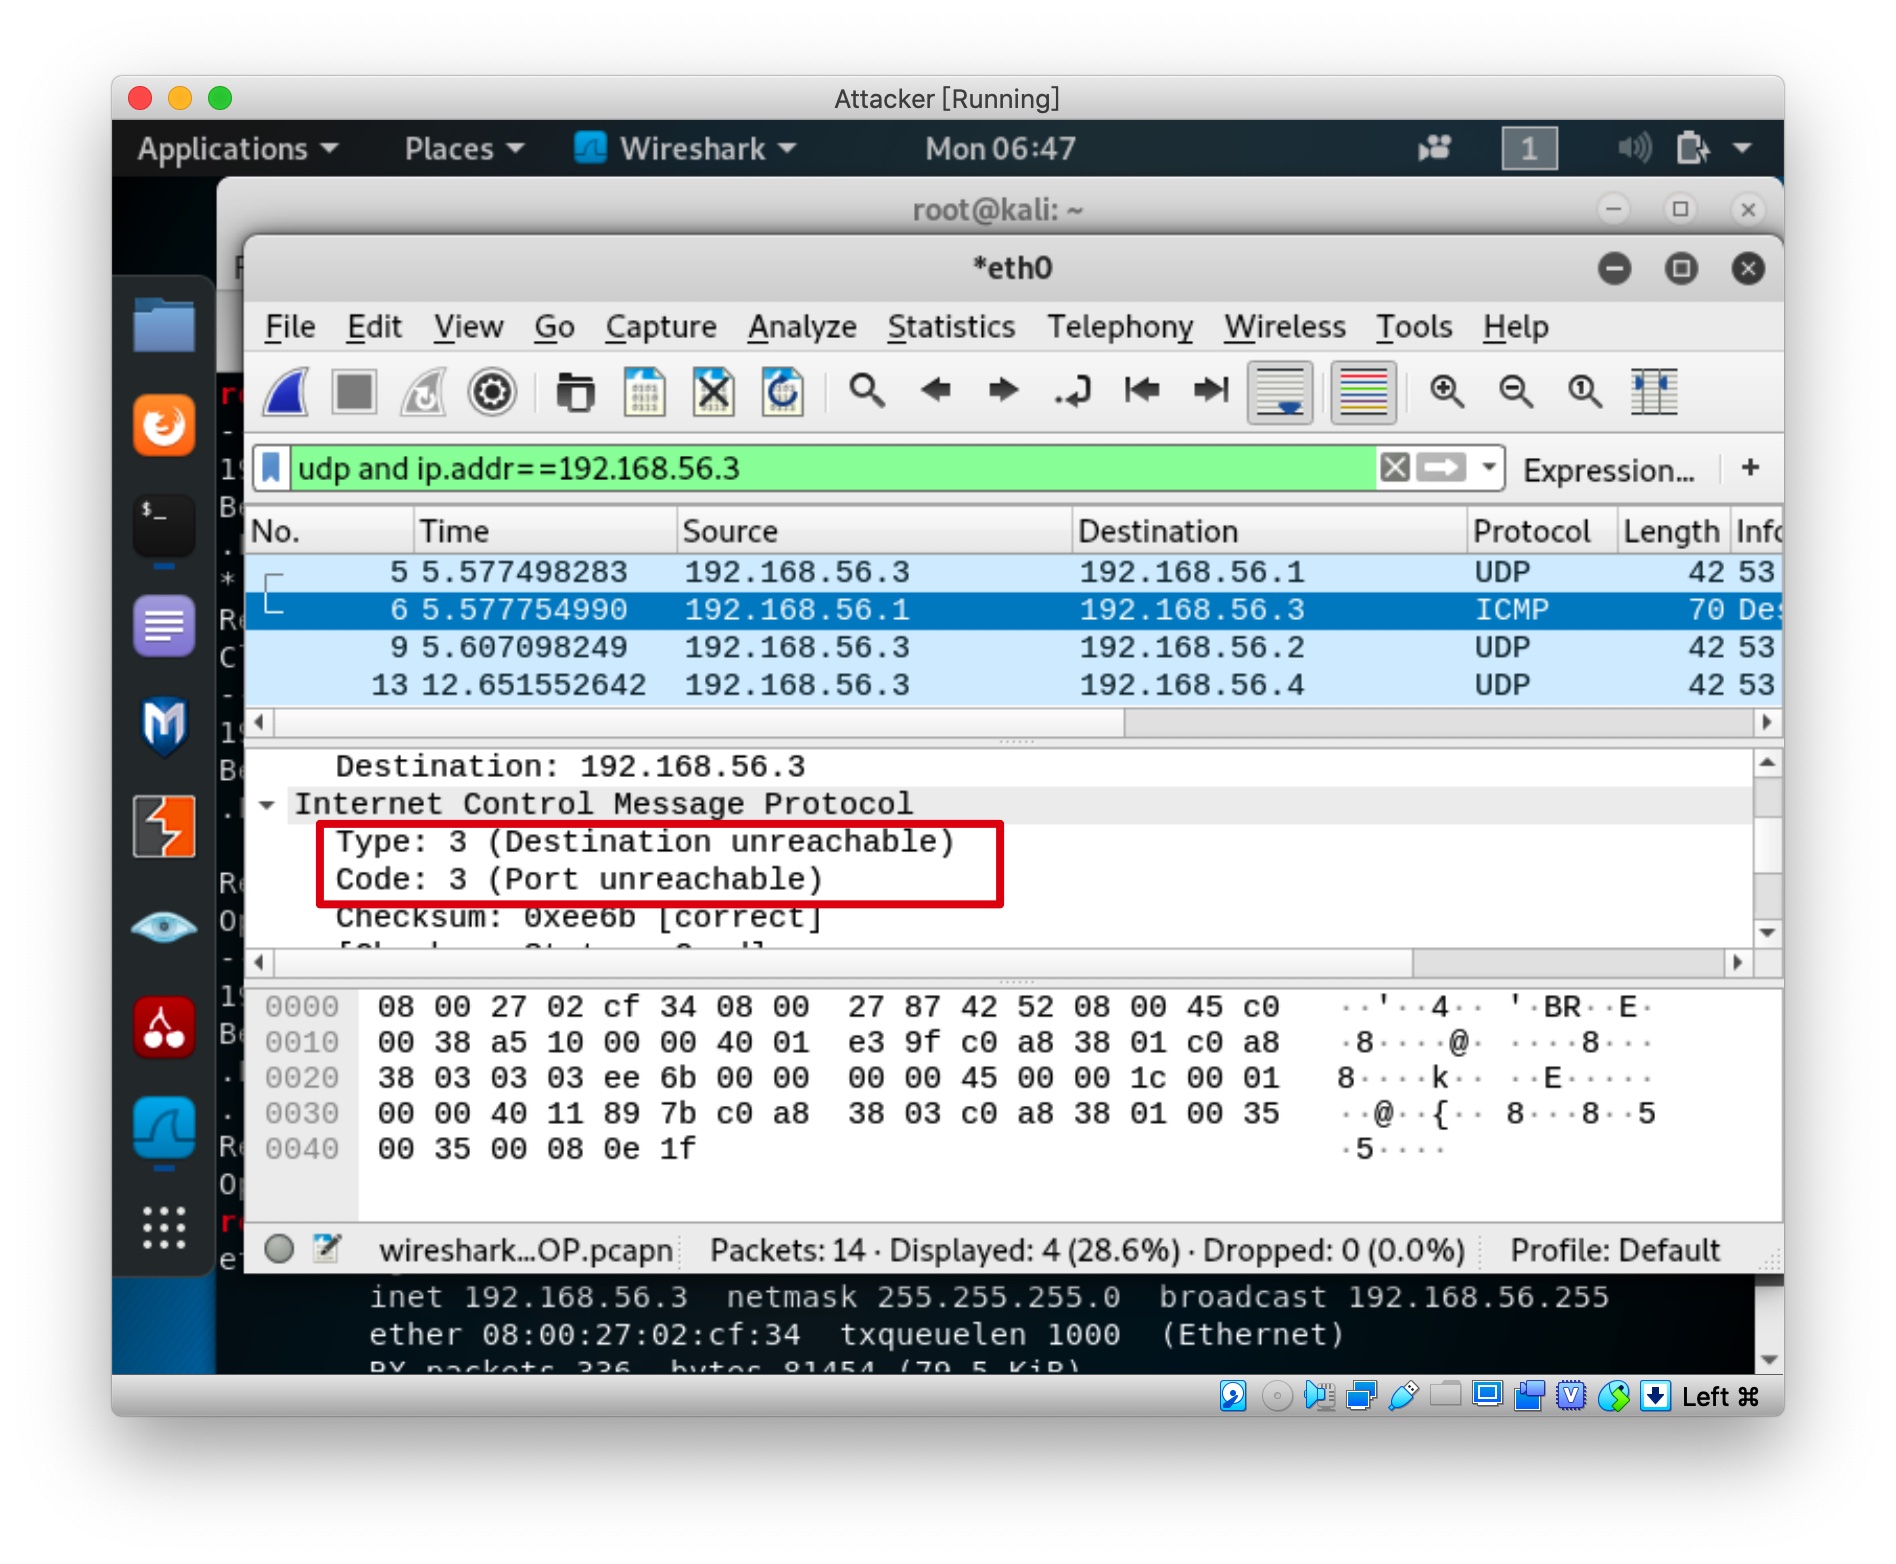 Attacker [Running]
Applications Places Wireshark Mon 06:47 1
root@kali: ~
*eth0
File Edit View Go Capture Analyze Statistics Telephony Wireless Tools Help
udp and ip.addr==192.168.56.3 Expression... +
No. Time Source Destination Protocol Length Info
5 5.577498283 192.168.56.3 192.168.56.1 UDP 42 53
6 5.577754990 192.168.56.1 192.168.56.3 ICMP 70 Des
9 5.607098249 192.168.56.3 192.168.56.2 UDP 42 53
13 12.651552642 192.168.56.3 192.168.56.4 UDP 42 53
Destination: 192.168.56.3
Internet Control Message Protocol
Type: 3 (Destination unreachable)
Code: 3 (Port unreachable)
Checksum: 0xee6b [correct]
0000 08 00 27 02 cf 34 08 00 27 87 42 52 08 00 45 c0 ··'··4·· '·BR··E·
0010 00 38 a5 10 00 00 40 01 e3 9f c0 a8 38 01 c0 a8 ·8····@· ····8···
0020 38 03 03 03 ee 6b 00 00 00 00 45 00 00 1c 00 01 8····k·· ··E·····
0030 00 00 40 11 89 7b c0 a8 38 03 c0 a8 38 01 00 35 ··@··{·· 8···8··5
0040 00 35 00 08 0e 1f ·5····
wireshark...OP.pcapn Packets: 14 · Displayed: 4 (28.6%) · Dropped: 0 (0.0%) Profile: Default
inet 192.168.56.3 netmask 255.255.255.0 broadcast 192.168.56.255
ether 08:00:27:02:cf:34 txqueuelen 1000 (Ethernet)
RX packets 336 bytes 81454 (79.5 KiB)
Left ⌘